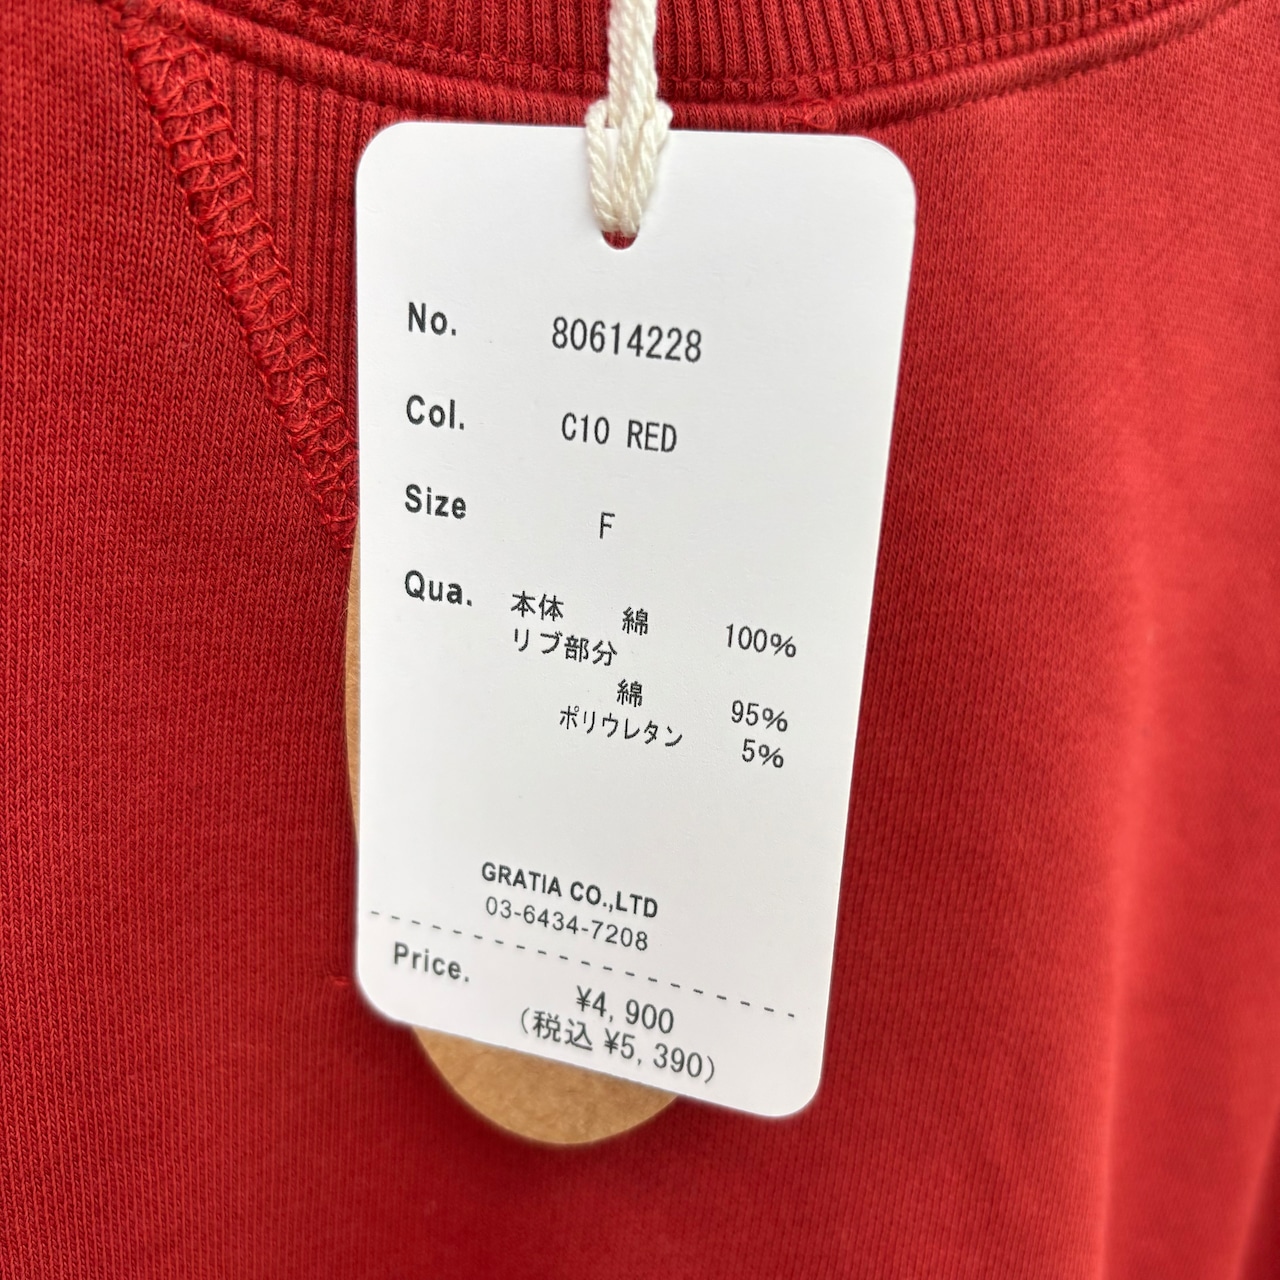 No. 80614228
Col. C10 RED
Size F
Qua. 本体 綿 100%
リブ部分
綿 95%
ポリウレタン 5%
GRATIA CO.,LTD
03-6434-7208
Price.
¥4,900
(税込 ¥5,390)